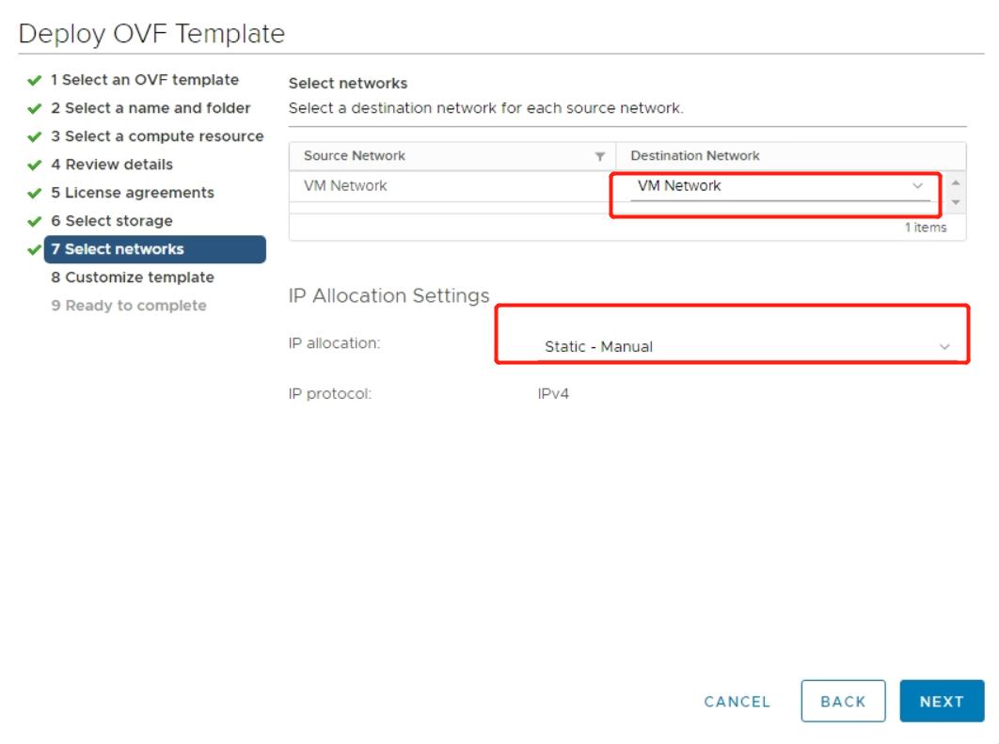 Deploy OVF Template
1 Select an OVF template
2 Select a name and folder
3 Select a compute resource
4 Review details
5 License agreements
6 Select storage
7 Select networks
8 Customize template
9 Ready to complete
Select networks
Select a destination network for each source network.
Source Network Destination Network
VM Network VM Network
1 items
IP Allocation Settings
IP allocation: Static - Manual
IP protocol: IPv4
CANCEL BACK NEXT